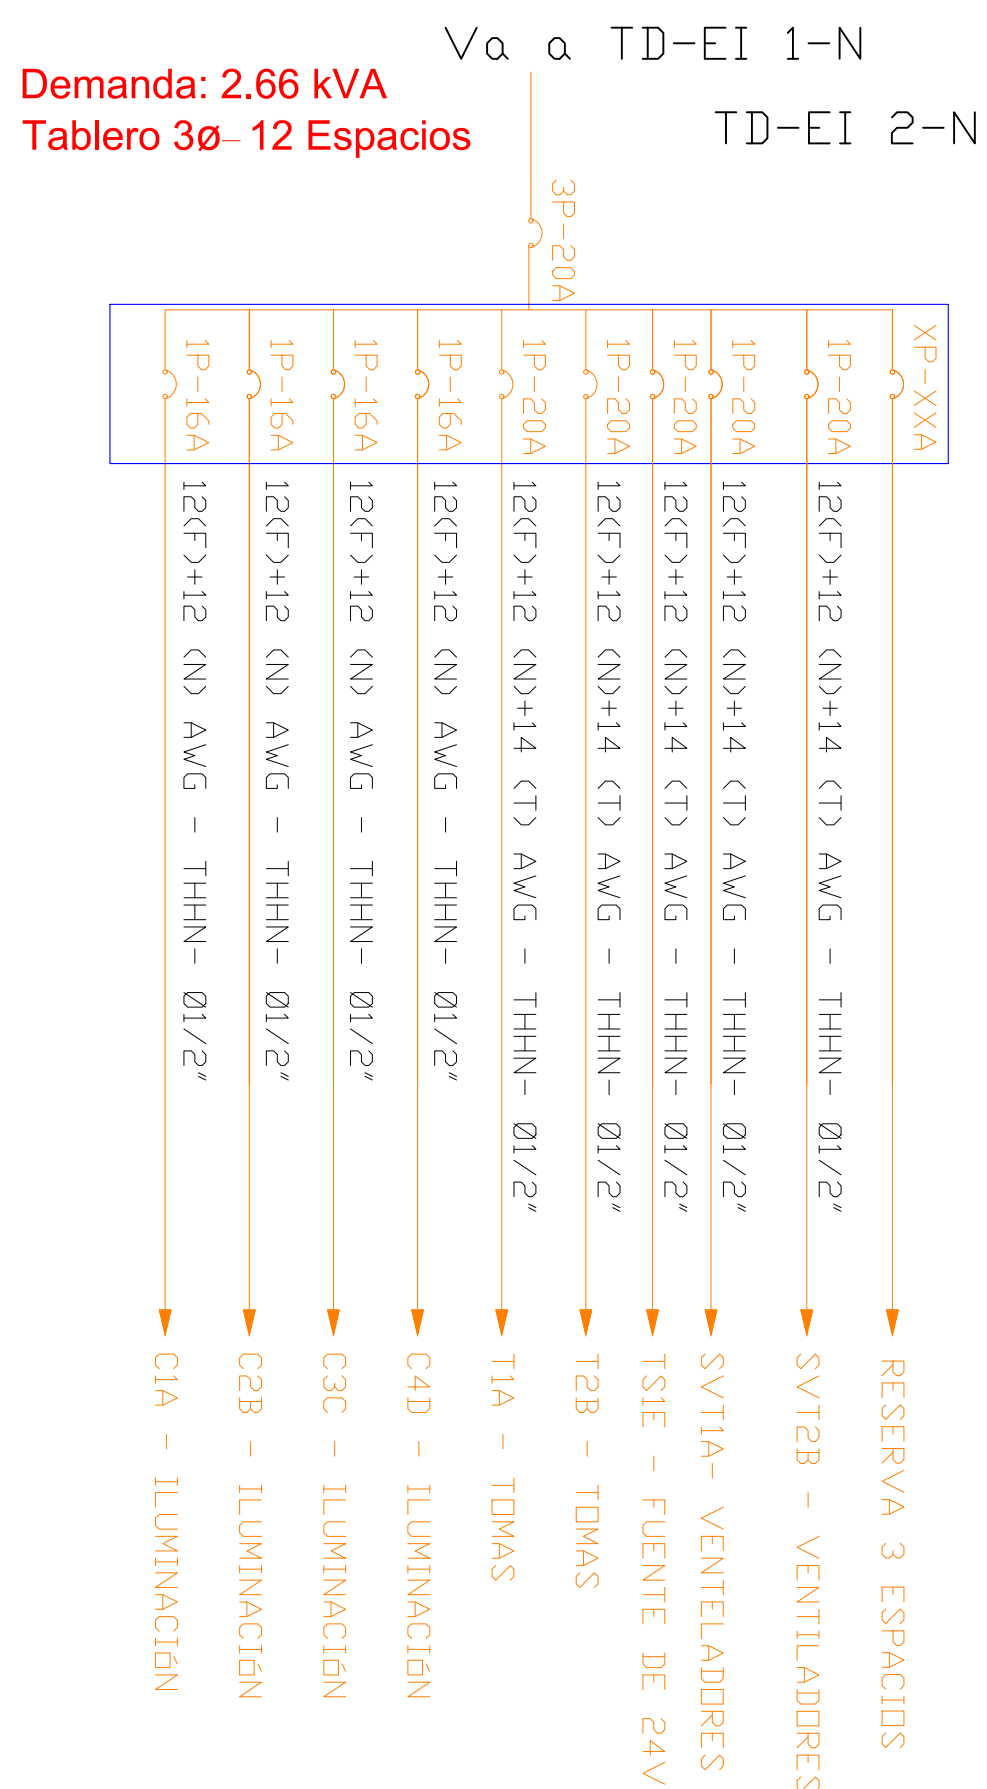 Va a TD-EI 1-N
Demanda: 2.66 kVA
Tablero 3ø– 12 Espacios
TD-EI 2-N
3P-20A
1P-16A
1P-16A
1P-16A
1P-16A
1P-20A
1P-20A
1P-20A
1P-20A
1P-20A
XP-XXA
12(F)+12 (N) AWG - THHN- Ø1/2"
12(F)+12 (N) AWG - THHN- Ø1/2"
12(F)+12 (N) AWG - THHN- Ø1/2"
12(F)+12 (N) AWG - THHN- Ø1/2"
12(F)+12 (N)+14 (T) AWG - THHN- Ø1/2"
12(F)+12 (N)+14 (T) AWG - THHN- Ø1/2"
12(F)+12 (N)+14 (T) AWG - THHN- Ø1/2"
12(F)+12 (N)+14 (T) AWG - THHN- Ø1/2"
12(F)+12 (N)+14 (T) AWG - THHN- Ø1/2"
C1A - ILUMINACIóN
C2B - ILUMINACIóN
C3C - ILUMINACIóN
C4D - ILUMINACIóN
T1A - TOMAS
T2B - TOMAS
TS1E - FUENTE DE 24V
SVT1A- VENTELADORES
SVT2B - VENTILADORES
RESERVA 3 ESPACIOS